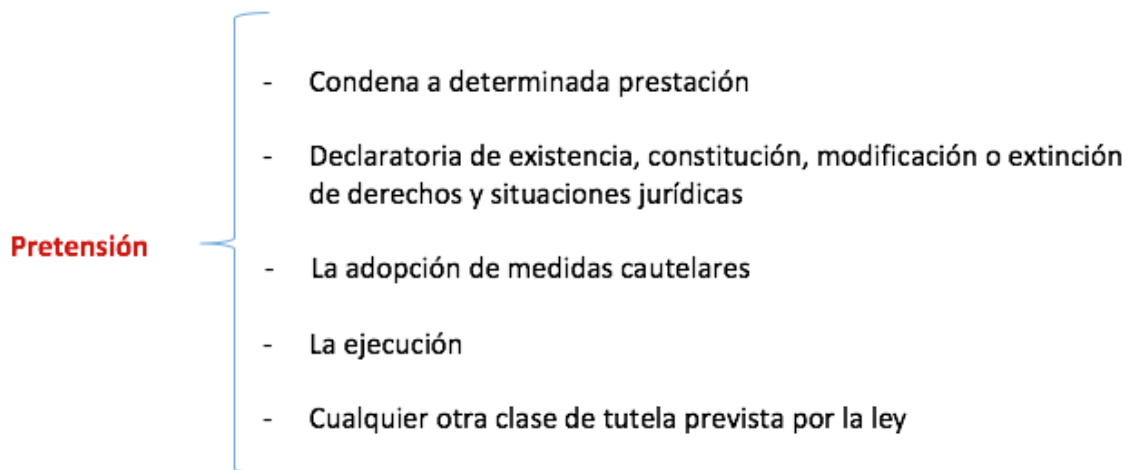 Pretensión
- Condena a determinada prestación
- Declaratoria de existencia, constitución, modificación o extinción
de derechos y situaciones jurídicas
- La adopción de medidas cautelares
- La ejecución
- Cualquier otra clase de tutela prevista por la ley